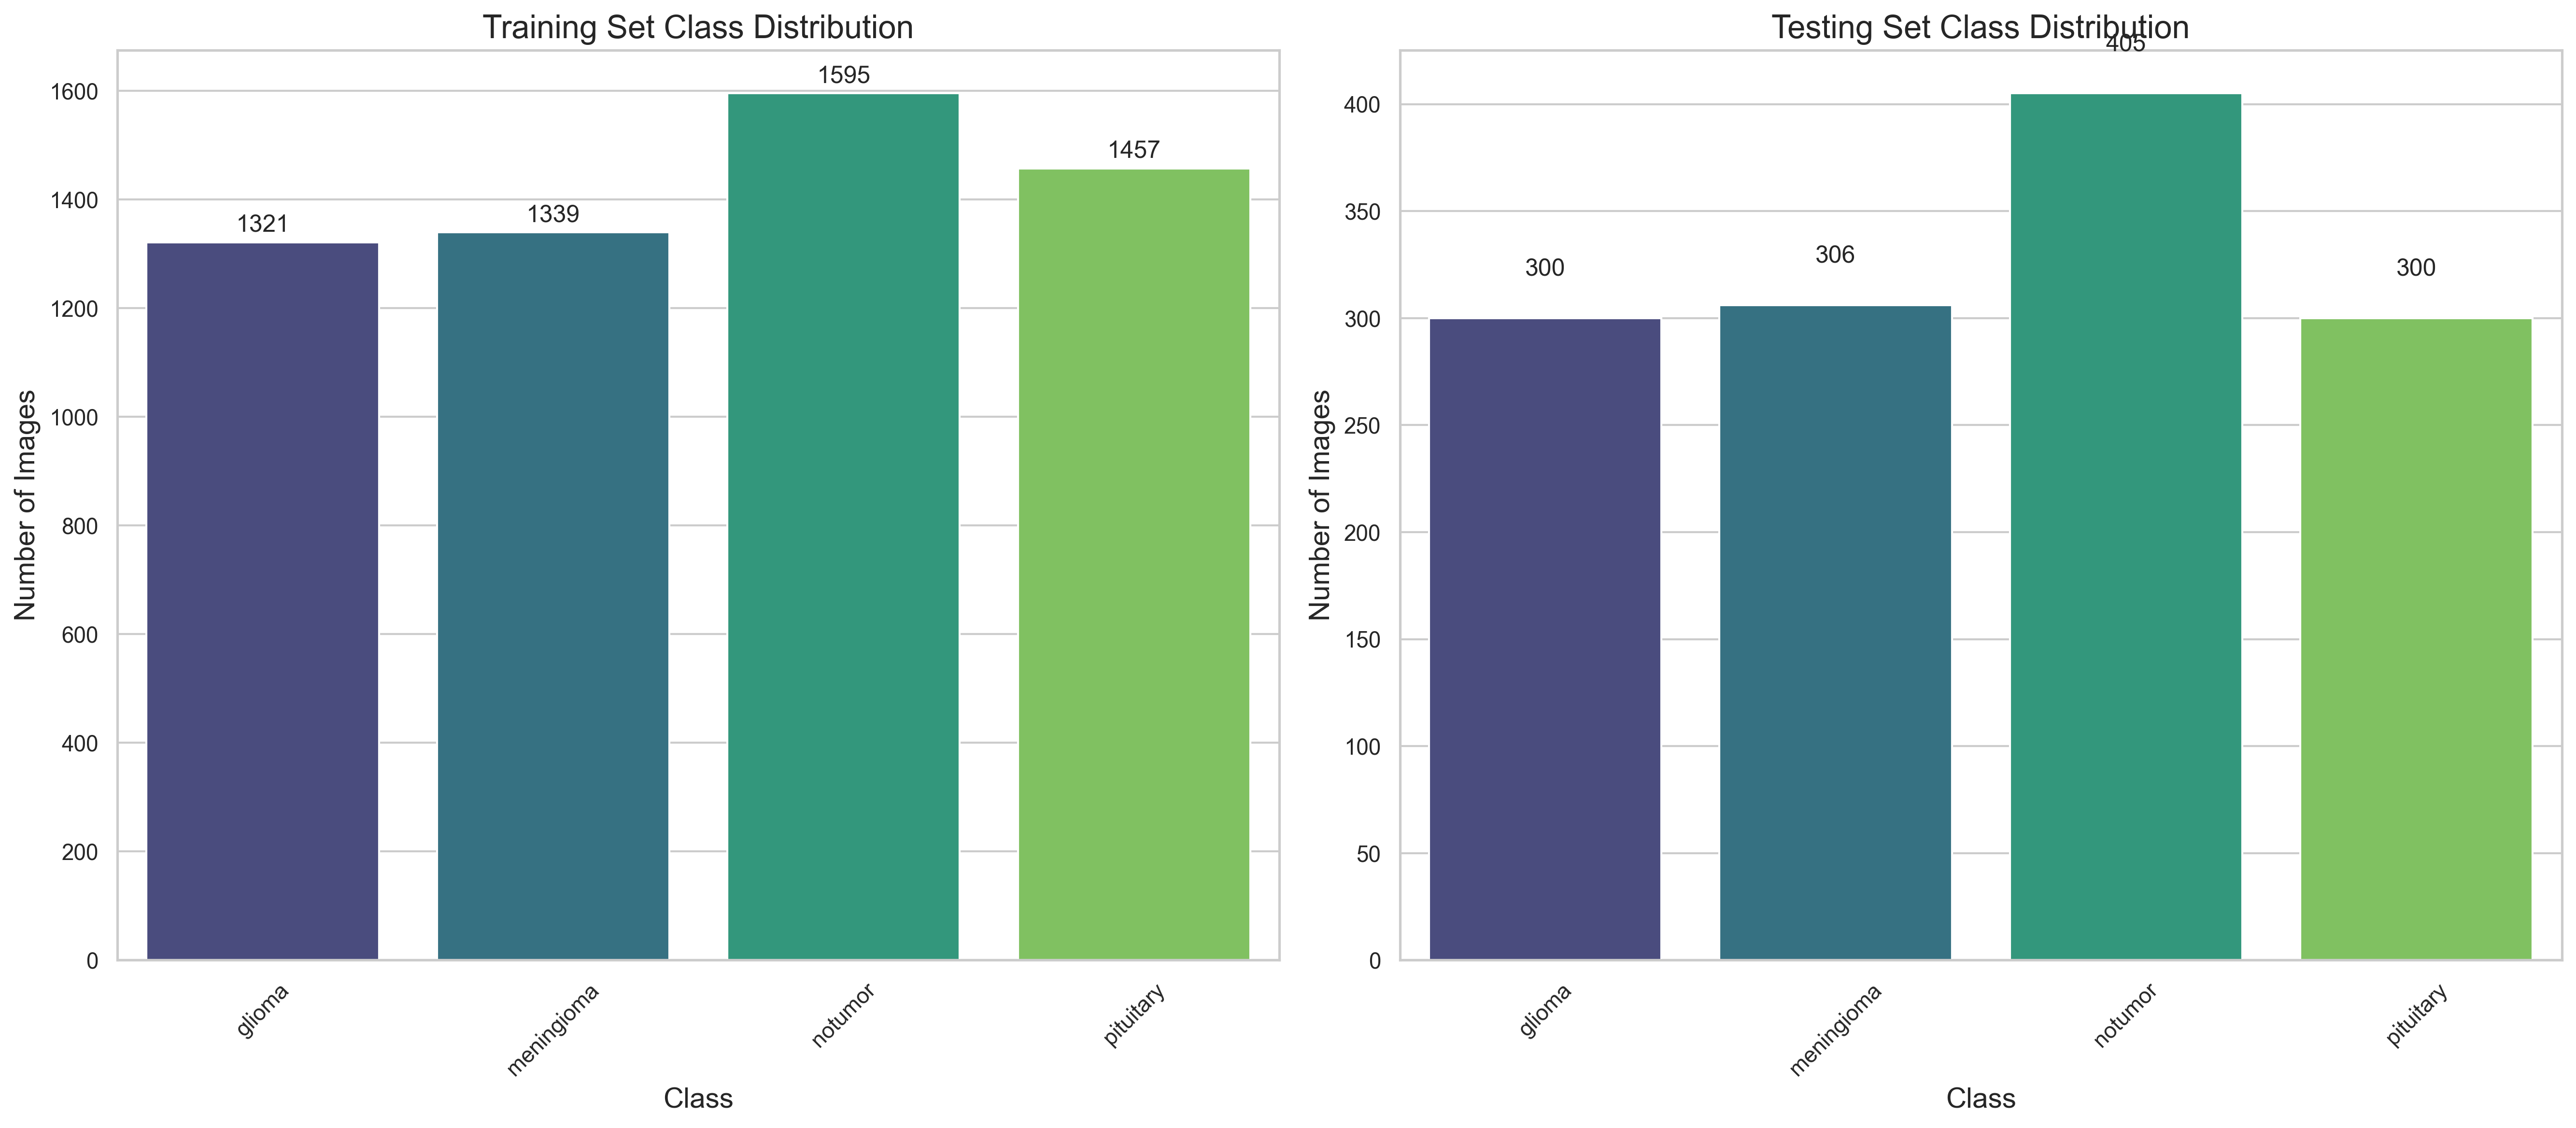 Training Set Class Distribution
Number of Images
1600
1400
1200
1000
800
600
400
200
0
1321
1339
1595
1457
glioma
meningioma
notumor
pituitary
Class
Testing Set Class Distribution
Number of Images
400
350
300
250
200
150
100
50
0
300
306
405
300
glioma
meningioma
notumor
pituitary
Class